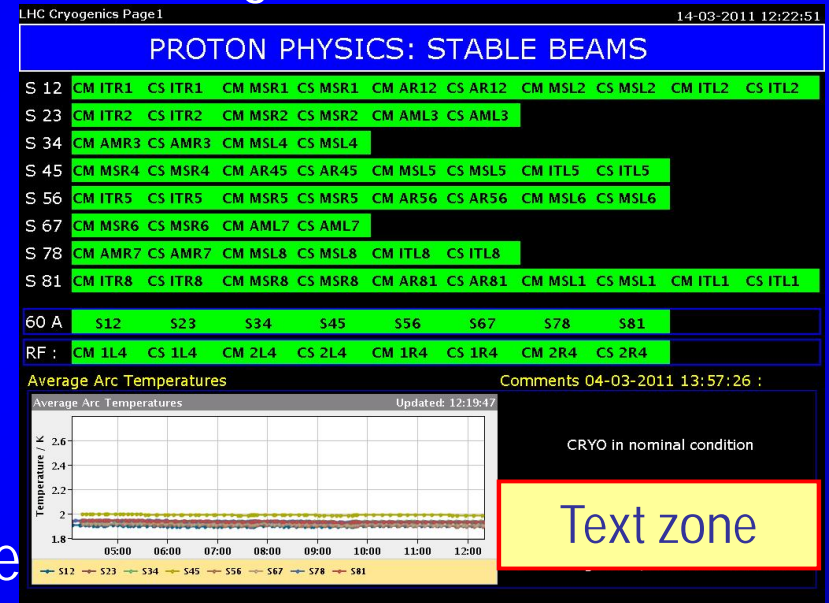 LHC Cryogenics Page1 14-03-2011 12:22:51
PROTON PHYSICS: STABLE BEAMS
S 12 CM ITR1 CS ITR1 CM MSR1 CS MSR1 CM AR12 CS AR12 CM MSL2 CS MSL2 CM ITL2 CS ITL2
S 23 CM ITR2 CS ITR2 CM MSR2 CS MSR2 CM AML3 CS AML3
S 34 CM AMR3 CS AMR3 CM MSL4 CS MSL4
S 45 CM MSR4 CS MSR4 CM AR45 CS AR45 CM MSL5 CS MSL5 CM ITL5 CS ITL5
S 56 CM ITR5 CS ITR5 CM MSR5 CS MSR5 CM AR56 CS AR56 CM MSL6 CS MSL6
S 67 CM MSR6 CS MSR6 CM AML7 CS AML7
S 78 CM AMR7 CS AMR7 CM MSL8 CS MSL8 CM ITL8 CS ITL8
S 81 CM ITR8 CS ITR8 CM MSR8 CS MSR8 CM AR81 CS AR81 CM MSL1 CS MSL1 CM ITL1 CS ITL1
60 A S12 S23 S34 S45 S56 S67 S78 S81
RF : CM 1L4 CS 1L4 CM 2L4 CS 2L4 CM 1R4 CS 1R4 CM 2R4 CS 2R4
Average Arc Temperatures Comments 04-03-2011 13:57:26 :
Average Arc Temperatures Updated: 12:19:47
Temperature / K
2.6
2.4
2.2
2
1.8
05:00 06:00 07:00 08:00 09:00 10:00 11:00 12:00
S12 S23 S34 S45 S56 S67 S78 S81
CRYO in nominal condition
Text zone